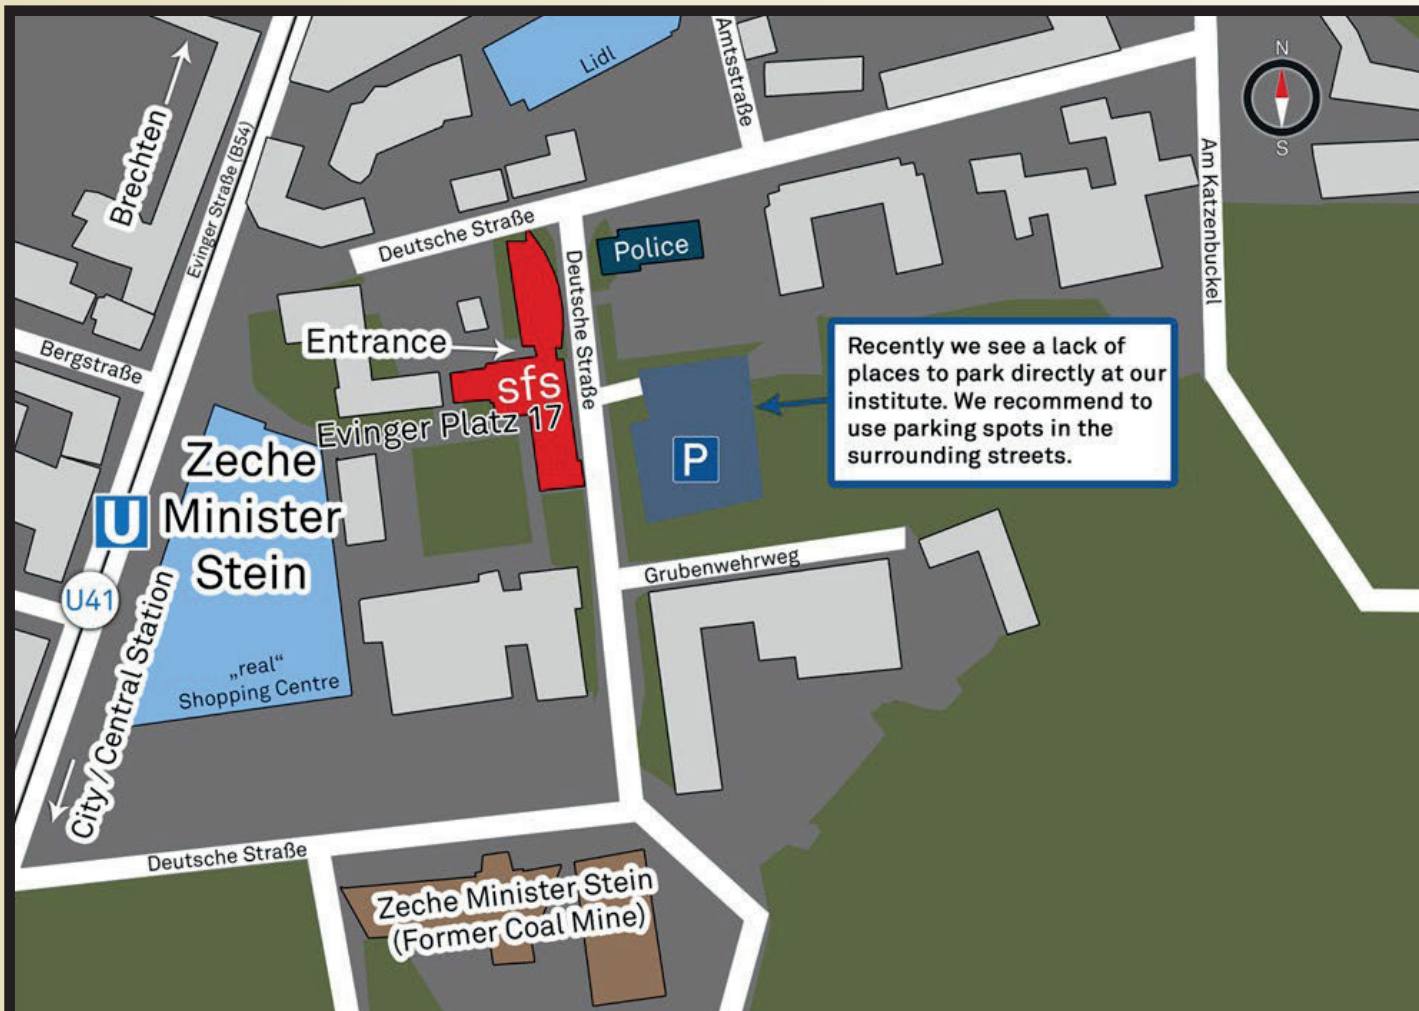 Lidl
Amtsstraße
N
S
Brechten
Evinger Straße (B54)
Deutsche Straße
Police
Deutsche Straße
Am Katzenbuckel
Bergstraße
Entrance
sfs
Evinger Platz 17
Recently we see a lack of
places to park directly at our
institute. We recommend to
use parking spots in the
surrounding streets.
P
Zeche
Minister
Stein
U
U41
Grubenwehrweg
City/Central Station
„real“
Shopping Centre
Deutsche Straße
Zeche Minister Stein
(Former Coal Mine)